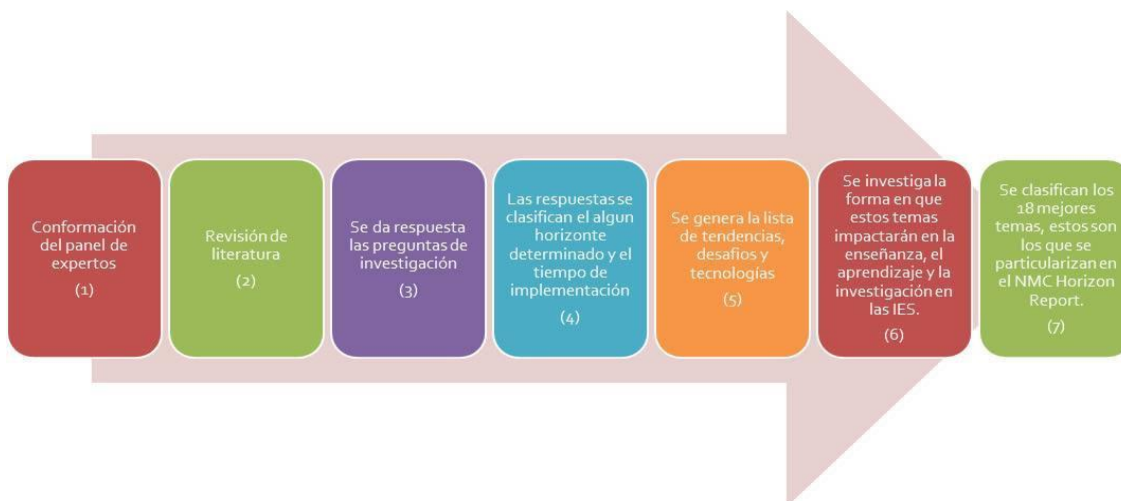 Conformación
del panel de
expertos
(1)
Revisión de
literatura
(2)
Se da respuesta
las preguntas de
investigación
(3)
Las respuestas se
clasifican el algun
horizonte
determinado y el
tiempo de
implementación
(4)
Se genera la lista
de tendencias,
desafios y
tecnologías
(5)
Se investiga la
forma en que
estos temas
impactarán en la
enseñanza, el
aprendizaje y la
investigación en
las IES.
(6)
Se clasifican los
18 mejores
temas, estos son
los que se
particularizan en
el NMC Horizon
Report.
(7)